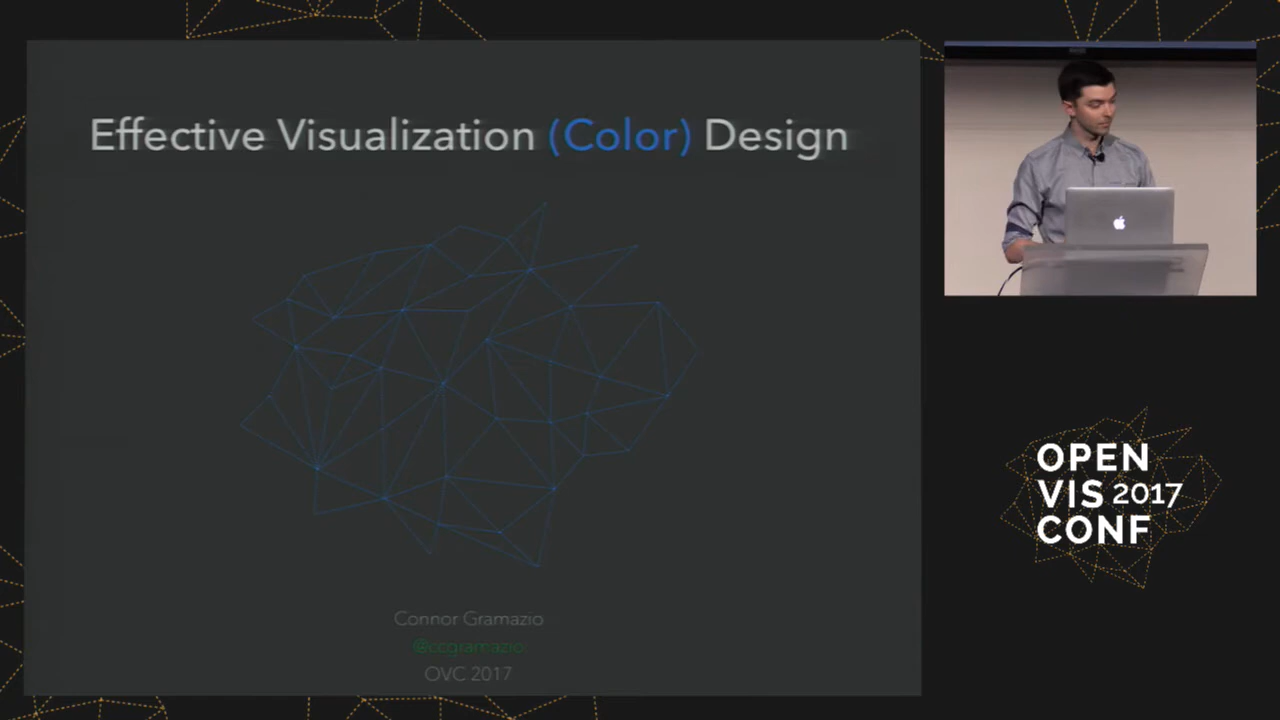 Effective Visualization (Color) Design
Connor Gramazio
@ccgramazio
OVC 2017
OPEN
VIS 2017
CONF